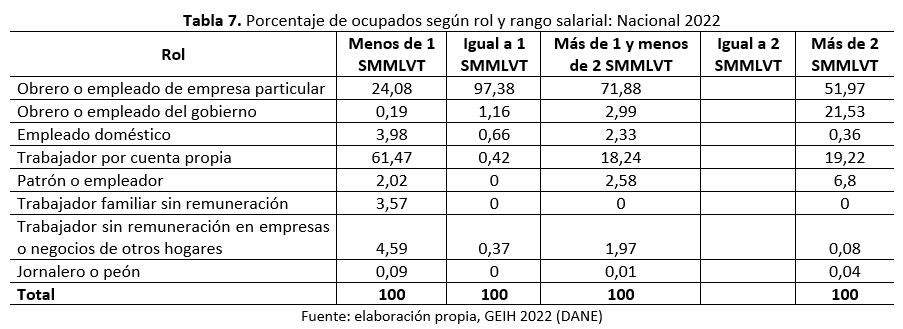 Tabla 7. Porcentaje de ocupados según rol y rango salarial: Nacional 2022
Rol Menos de 1 SMMLVT Igual a 1 SMMLVT Más de 1 y menos de 2 SMMLVT Igual a 2 SMMLVT Más de 2 SMMLVT
Obrero o empleado de empresa particular 24,08 97,38 71,88 51,97
Obrero o empleado del gobierno 0,19 1,16 2,99 21,53
Empleado doméstico 3,98 0,66 2,33 0,36
Trabajador por cuenta propia 61,47 0,42 18,24 19,22
Patrón o empleador 2,02 0 2,58 6,8
Trabajador familiar sin remuneración 3,57 0 0 0
Trabajador sin remuneración en empresas
o negocios de otros hogares 4,59 0,37 1,97 0,08
Jornalero o peón 0,09 0 0,01 0,04
Total 100 100 100 100
Fuente: elaboración propia, GEIH 2022 (DANE)